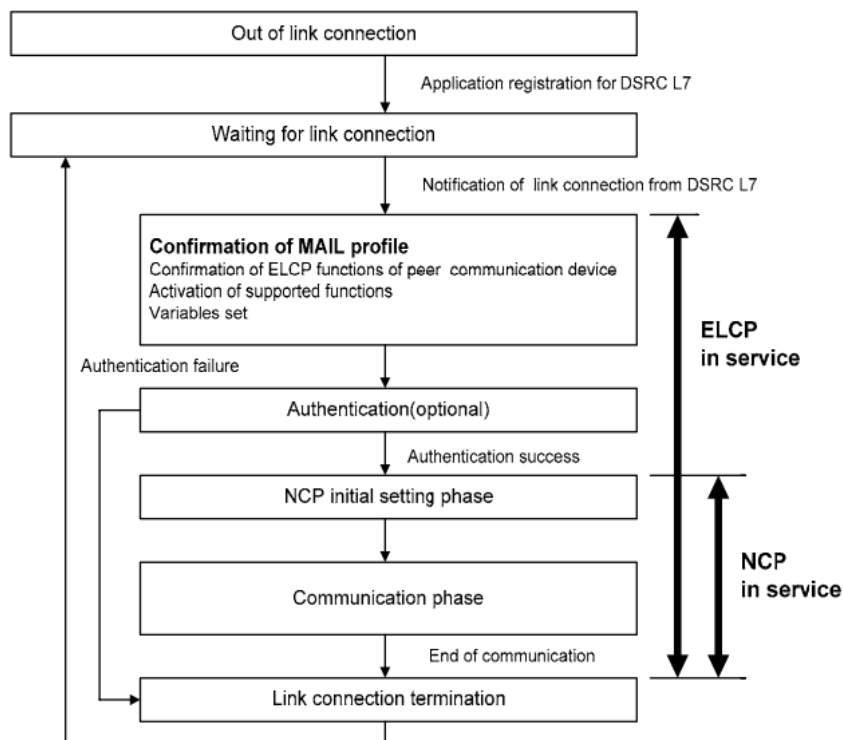 Out of link connection
Application registration for DSRC L7
Waiting for link connection
Notification of link connection from DSRC L7
Confirmation of MAIL profile
Confirmation of ELCP functions of peer communication device
Activation of supported functions
Variables set
ELCP
in service
Authentication failure
Authentication(optional)
Authentication success
NCP initial setting phase
NCP
in service
Communication phase
End of communication
Link connection termination